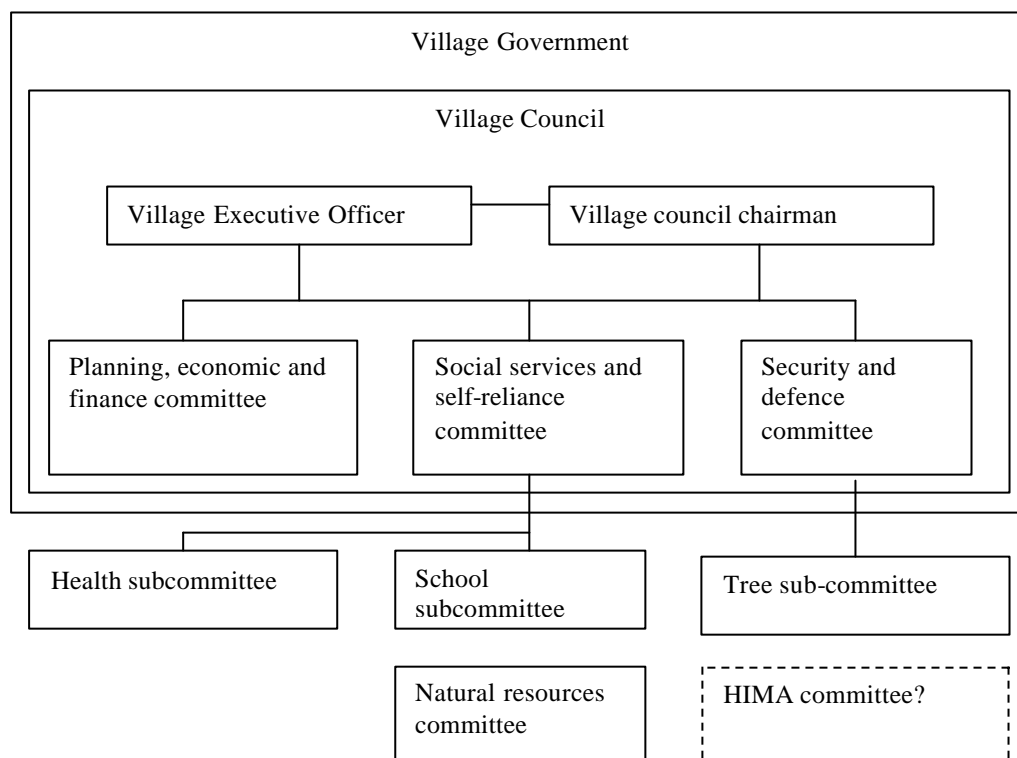 Village Government
Village Council
Village Executive Officer
Village council chairman
Planning, economic and
finance committee
Social services and
self-reliance
committee
Security and
defence
committee
Health subcommittee
School
subcommittee
Tree sub-committee
Natural resources
committee
HIMA committee?